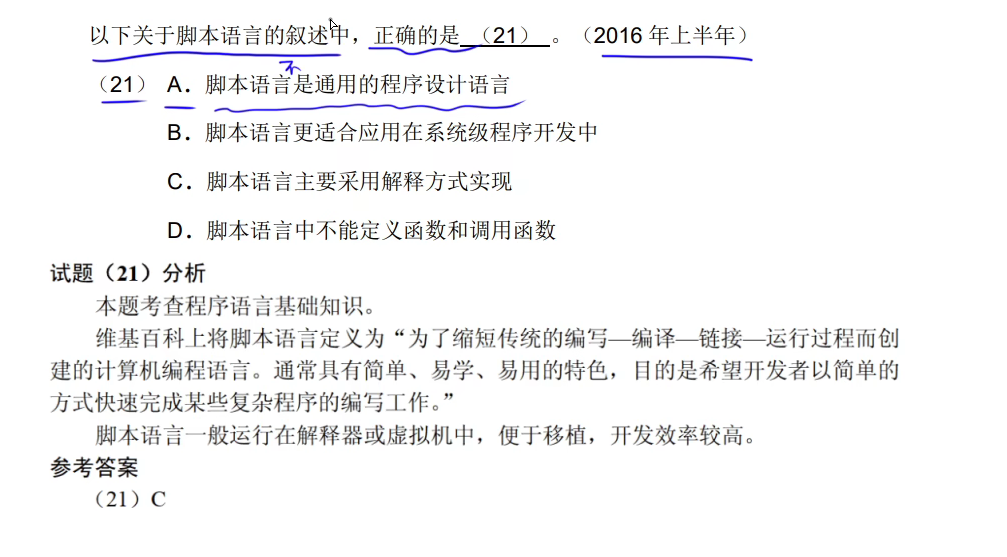 以下关于脚本语言的叙述中，正确的是 （21） 。（2016 年上半年）
不
（21） A．脚本语言是通用的程序设计语言
B．脚本语言更适合应用在系统级程序开发中
C．脚本语言主要采用解释方式实现
D．脚本语言中不能定义函数和调用函数
试题（21）分析
本题考查程序语言基础知识。
维基百科上将脚本语言定义为“为了缩短传统的编写—编译—链接—运行过程而创
建的计算机编程语言。通常具有简单、易学、易用的特色，目的是希望开发者以简单的
方式快速完成某些复杂程序的编写工作。”
脚本语言一般运行在解释器或虚拟机中，便于移植，开发效率较高。
参考答案
（21）C